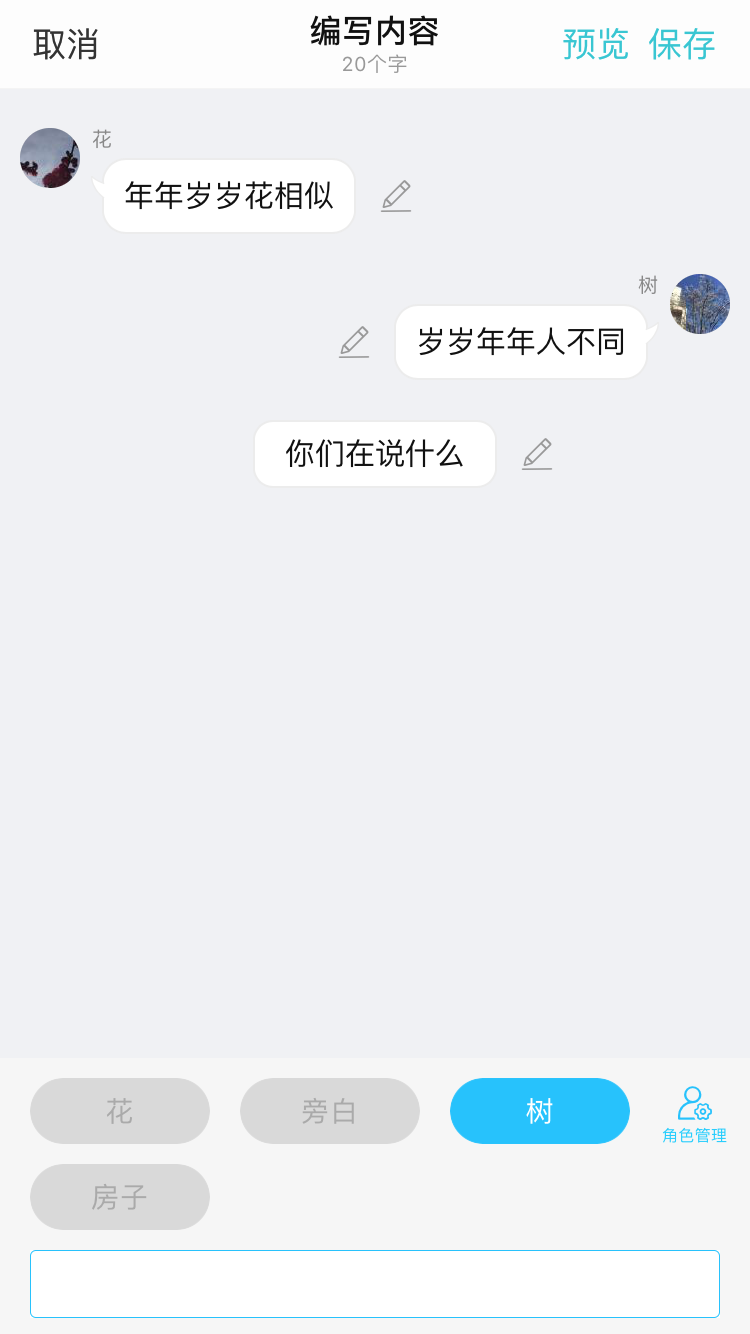 取消
编写内容
20个字
预览 保存
花
年年岁岁花相似
树
岁岁年年人不同
你们在说什么
花
旁白
树
角色管理
房子